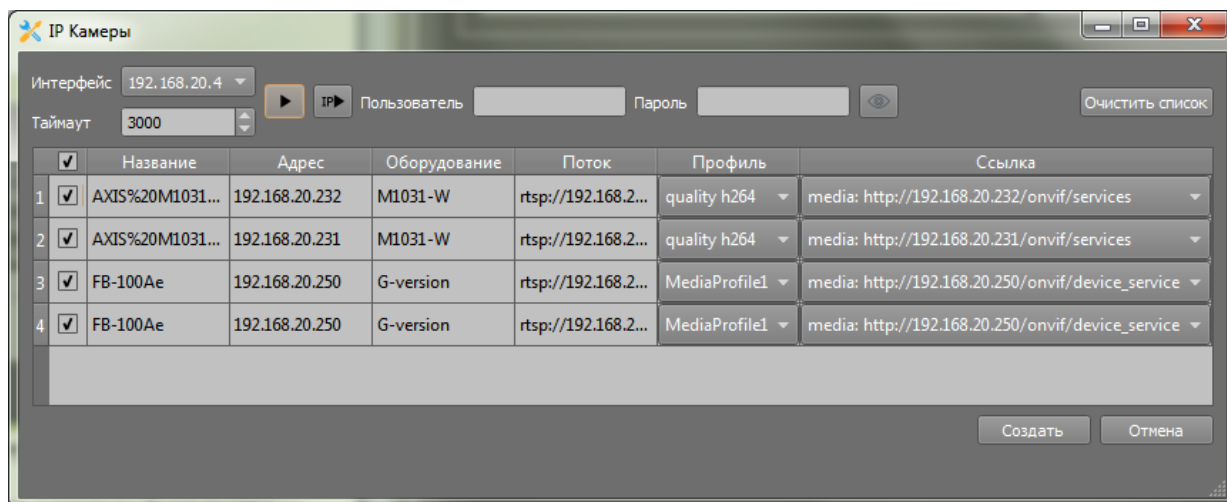 IP Камеры
Интерфейс 192.168.20.4
IP Пользователь Пароль Очистить список
Таймаут 3000
Название Адрес Оборудование Поток Профиль Ссылка
1 AXIS%20M1031... 192.168.20.232 M1031-W rtsp://192.168.2... quality h264 media: http://192.168.20.232/onvif/services
2 AXIS%20M1031... 192.168.20.231 M1031-W rtsp://192.168.2... quality h264 media: http://192.168.20.231/onvif/services
3 FB-100Ae 192.168.20.250 G-version rtsp://192.168.2... MediaProfile1 media: http://192.168.20.250/onvif/device_service
4 FB-100Ae 192.168.20.250 G-version rtsp://192.168.2... MediaProfile1 media: http://192.168.20.250/onvif/device_service
Создать Отмена